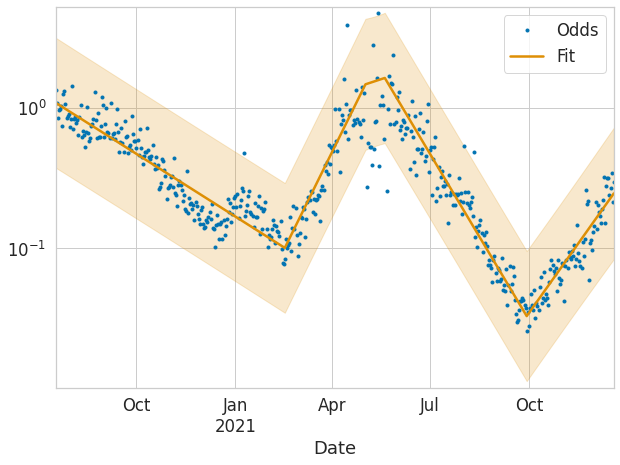 Odds
Fit
10⁰
10⁻¹
Oct
Jan
2021
Apr
Jul
Oct
Date